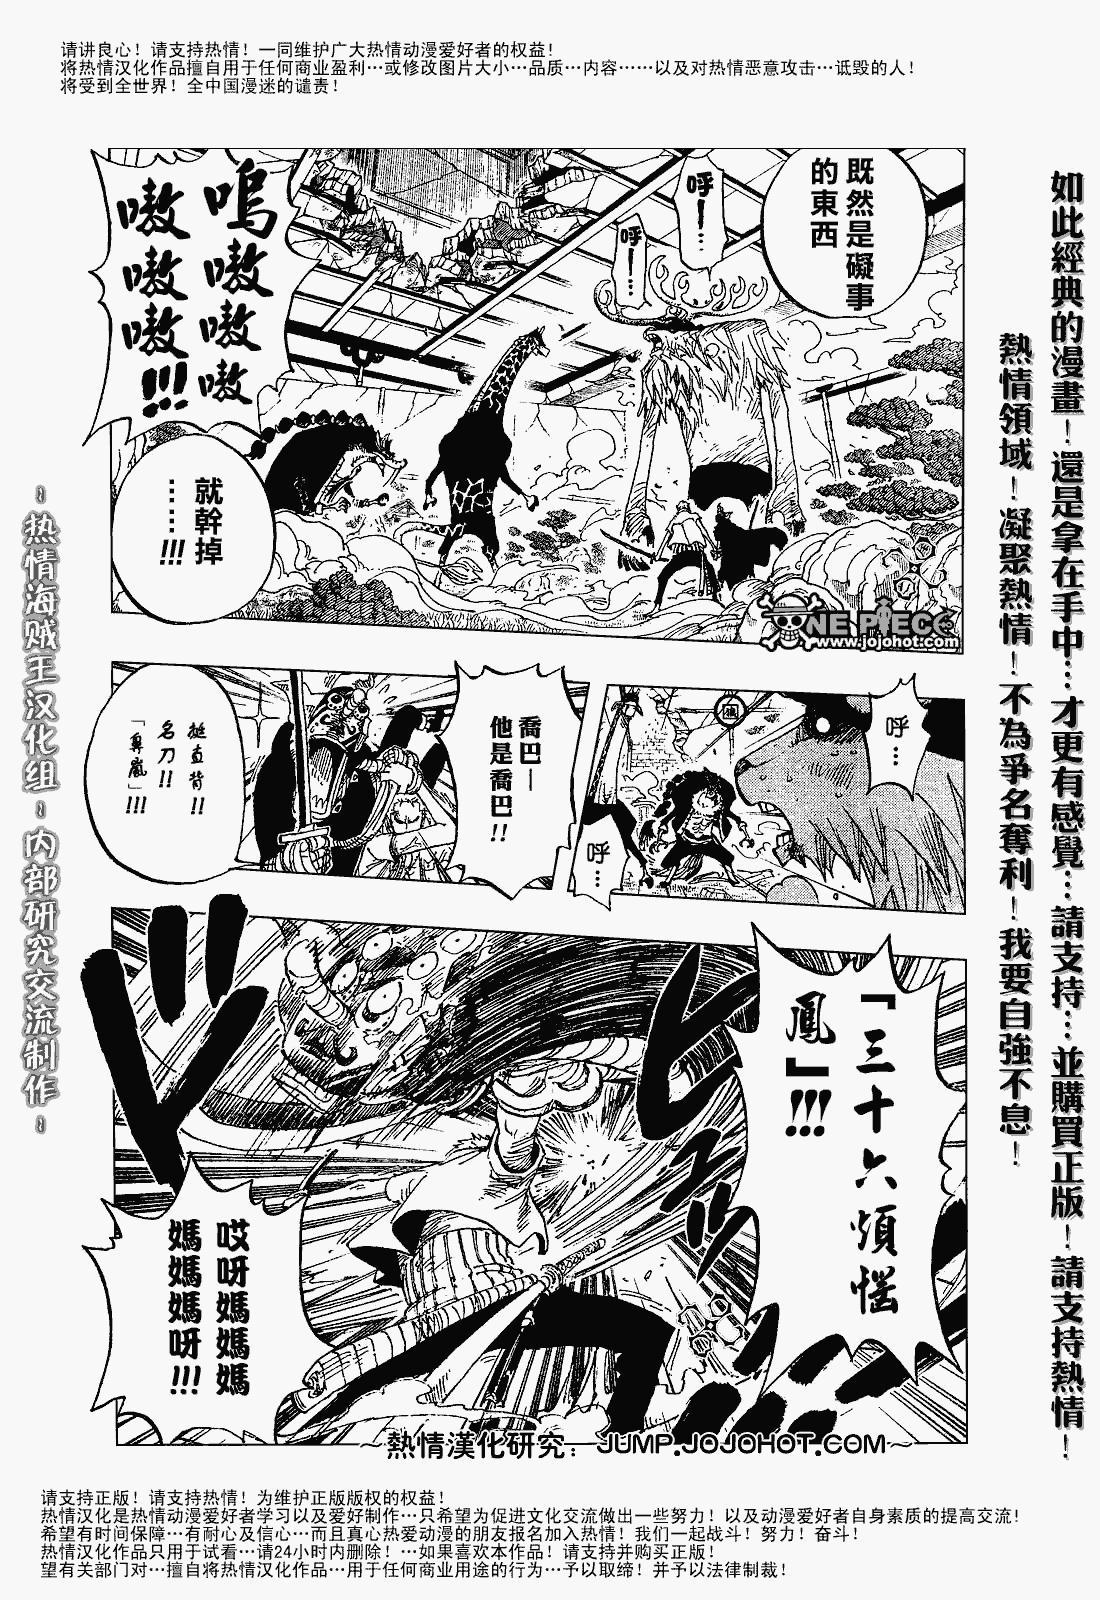 请讲良心！请支持热情！一同维护广大热情动漫爱好者的权益！
将热情汉化作品擅自用于任何商业盈利…或修改图片大小…品质…内容……以及对热情恶意攻击…诋毁的人！
将受到全世界！全中国漫迷的谴责！
如此經典的漫畫！還是拿在手中…才更有感覺…請支持…並購買正版！請支持熱情！
熱情領域！凝聚熱情！不為爭名奪利！我要自強不息！
既然是礙事
的東西
呼—…
呼—…
嗚嗷嗷嗷
嗷嗷嗷!!!
就幹掉
……!!!
ONE PIECE
www.jojohot.com
呼…
呼…
喬巴—
他是喬巴!!
挺直背!!
名刀!!
「鼻嵐」!!!
「三十六煩惱
鳳」!!!
ドドン
哎呀媽媽媽
媽媽媽呀!!!
~热情海贼王汉化组~内部研究交流制作~
~熱情漢化研究：JUMP.JOJOHOT.COM~
请支持正版！请支持热情！为维护正版版权的权益！
热情汉化是热情动漫爱好者学习以及爱好制作…只希望为促进文化交流做出一些努力！以及动漫爱好者自身素质的提高交流！
希望有时间保障…有耐心及信心…而且真心热爱动漫的朋友报名加入热情！我们一起战斗！努力！奋斗！
热情汉化作品只用于试看…请24小时内删除！…如果喜欢本作品！请支持并购买正版！
望有关部门对…擅自将热情汉化作品…用于任何商业用途的行为…予以取缔！并予以法律制裁！